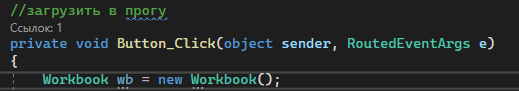 //загрузить в прогу
Ссылок: 1
private void Button_Click(object sender, RoutedEventArgs e)
{
Workbook wb = new Workbook();